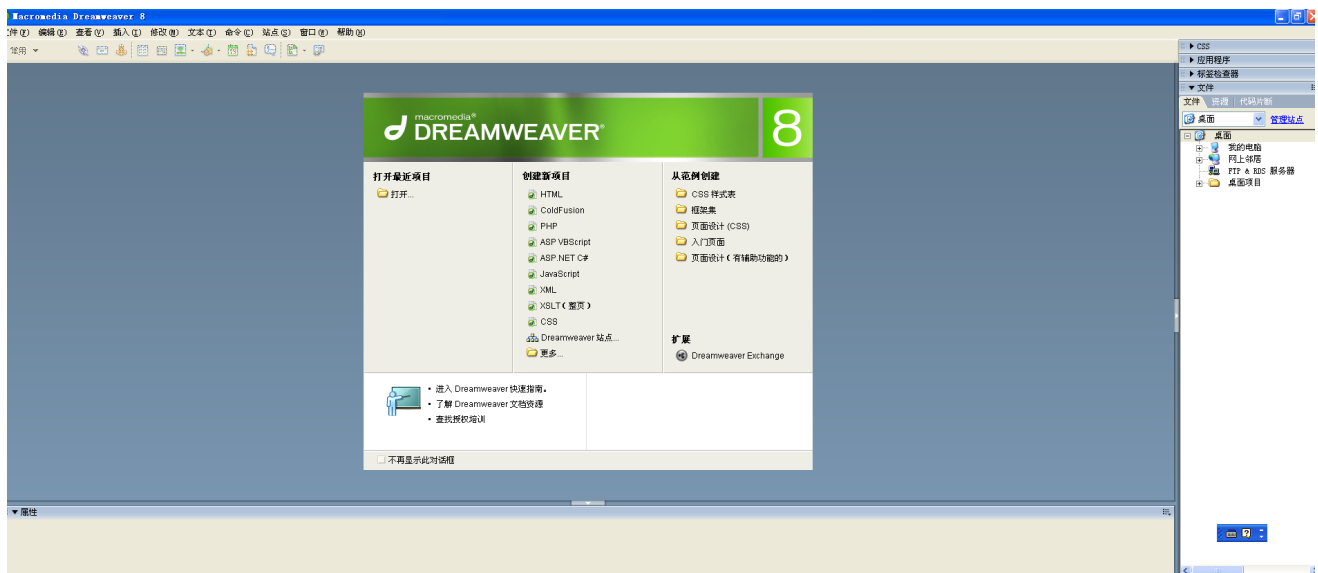 Macromedia Dreamweaver 8
文件(F) 编辑(E) 查看(V) 插入(I) 修改(M) 文本(T) 命令(C) 站点(S) 窗口(W) 帮助(H)
常用
CSS
应用程序
标签检查器
文件
文件 资源 代码片断
桌面 管理站点
桌面
我的电脑
网上邻居
FTP & RDS 服务器
桌面项目
macromedia®
DREAMWEAVER® 8
打开最近项目
打开...
创建新项目
HTML
ColdFusion
PHP
ASP VBScript
ASP.NET C#
JavaScript
XML
XSLT（整页）
CSS
Dreamweaver 站点...
更多...
从范例创建
CSS 样式表
框架集
页面设计 (CSS)
入门页面
页面设计（有辅助功能的）
扩展
Dreamweaver Exchange
• 进入 Dreamweaver 快速指南。
• 了解 Dreamweaver 文档资源
• 查找授权培训
不再显示此对话框
属性